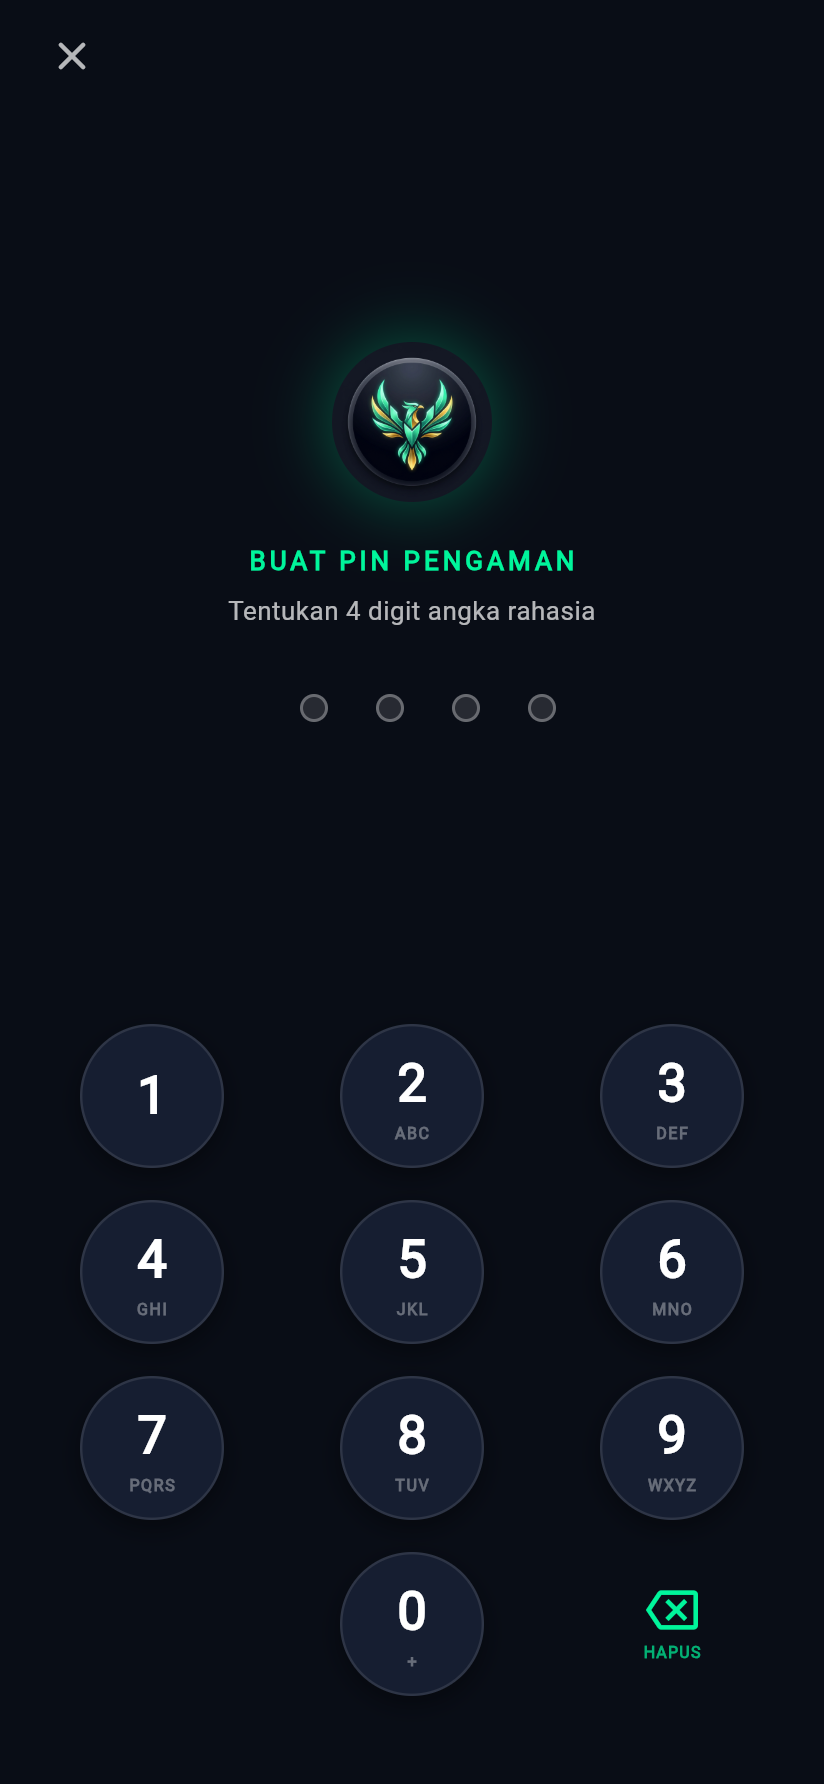 BUAT PIN PENGAMAN
Tentukan 4 digit angka rahasia
1
2
ABC
3
DEF
4
GHI
5
JKL
6
MNO
7
PQRS
8
TUV
9
WXYZ
0
+
HAPUS